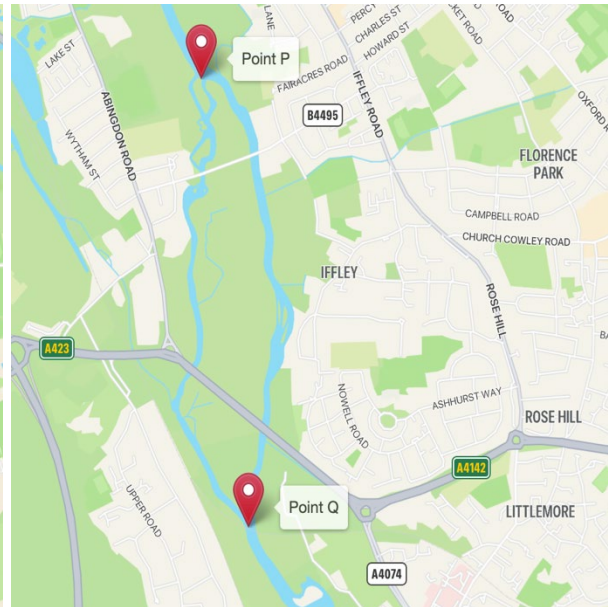 LAKE ST
WYTHAM ST
ABINGDON ROAD
Point P
LANE
PERCY
CHARLES ST
HOWARD ST
FAIRACRES ROAD
B4495
IFFLEY ROAD
OXFORD
FLORENCE
PARK
CAMPBELL ROAD
CHURCH COWLEY ROAD
IFFLEY
ROSE HILL
A423
NOWELL ROAD
ASHHURST WAY
ROSE HILL
A4142
UPPER ROAD
Point Q
LITTLEMORE
A4074